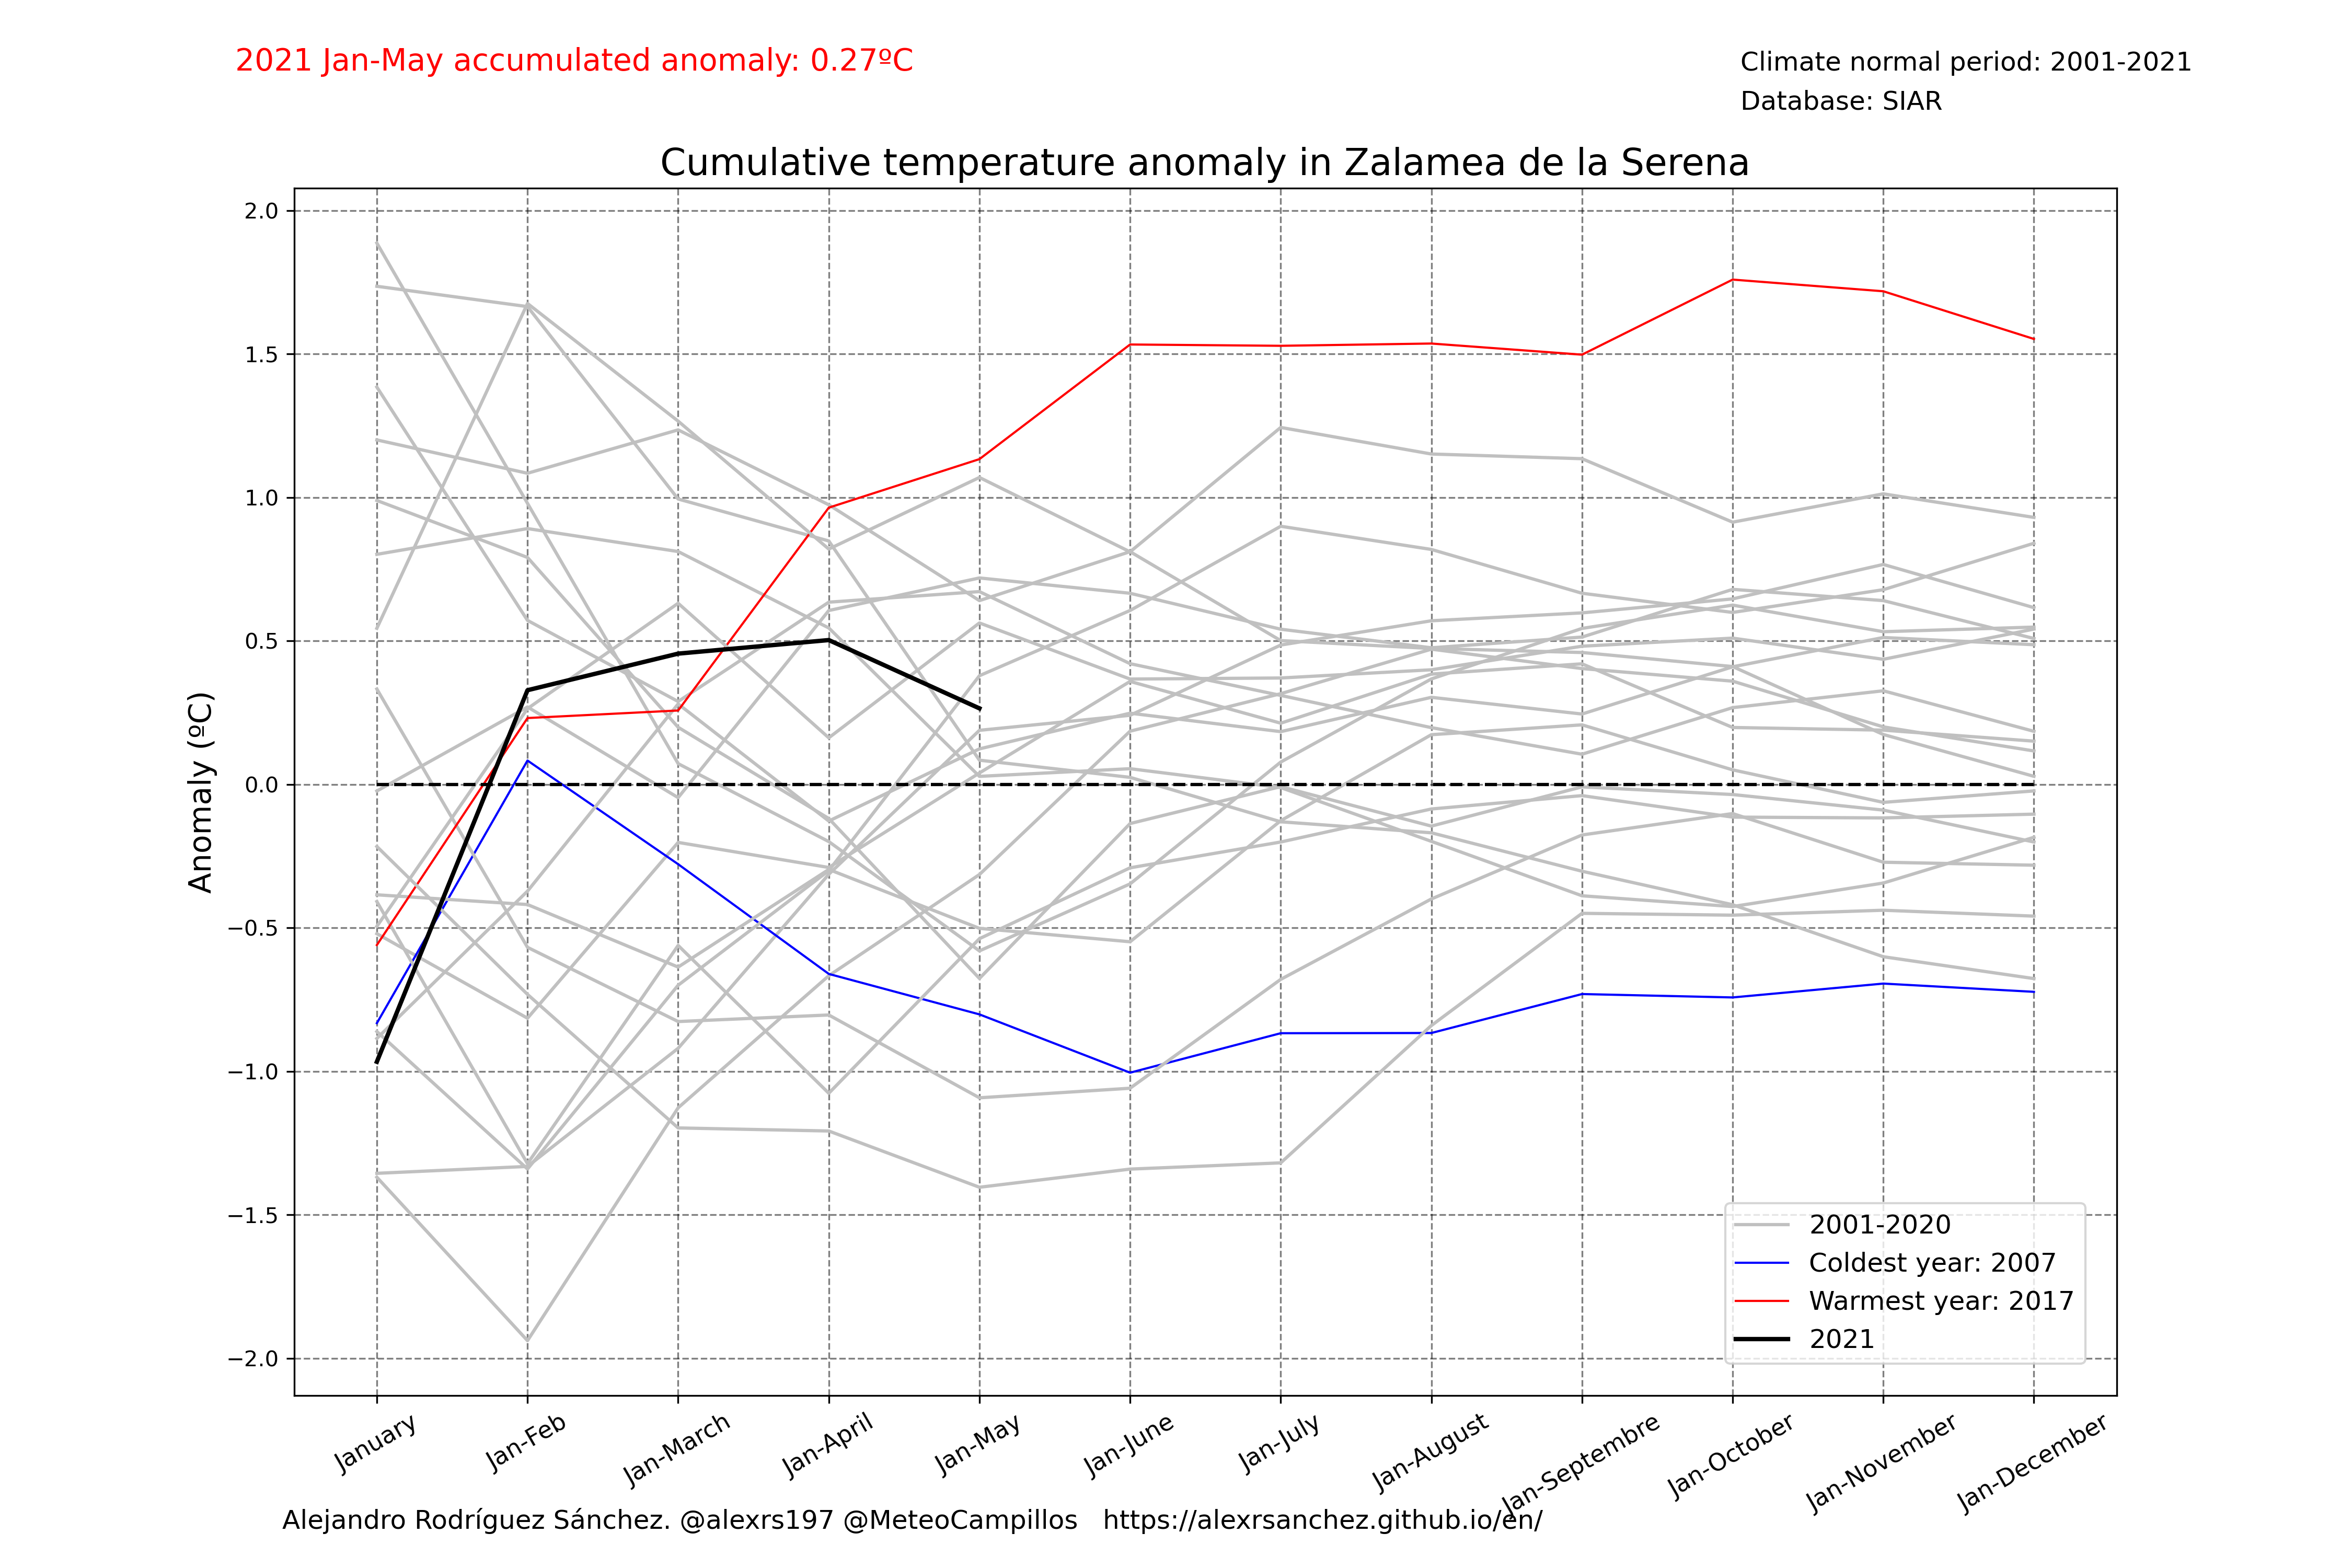 2021 Jan-May accumulated anomaly: 0.27ºC
Climate normal period: 2001-2021
Database: SIAR
Cumulative temperature anomaly in Zalamea de la Serena
Anomaly (ºC)
2.0
1.5
1.0
0.5
0.0
−0.5
−1.0
−1.5
−2.0
2001-2020
Coldest year: 2007
Warmest year: 2017
2021
January
Jan-Feb
Jan-March
Jan-April
Jan-May
Jan-June
Jan-July
Jan-August
Jan-Septembre
Jan-October
Jan-November
Jan-December
Alejandro Rodríguez Sánchez. @alexrs197 @MeteoCampillos https://alexrsanchez.github.io/en/